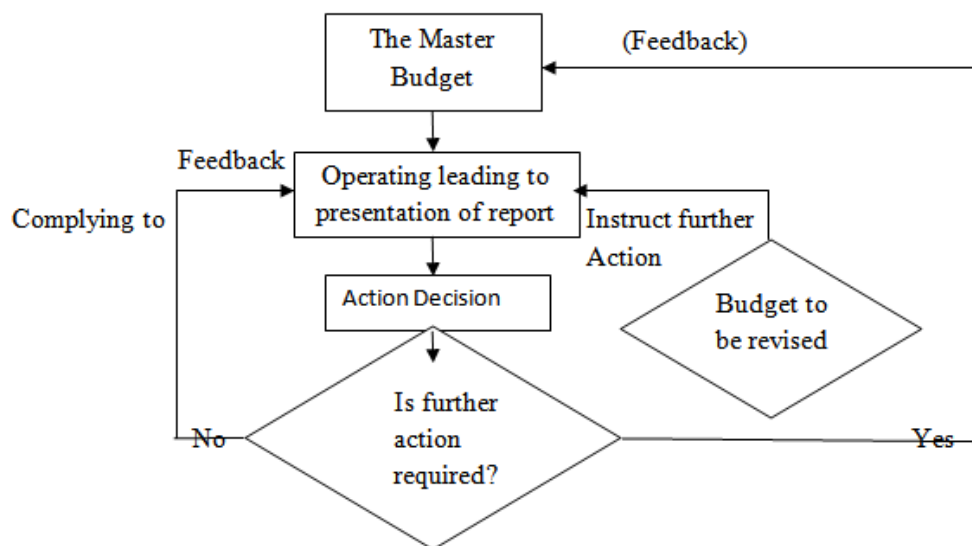 The Master
Budget
(Feedback)
Feedback
Operating leading to
presentation of report
Complying to
Instruct further
Action
Action Decision
Budget to
be revised
Is further
action
required?
No
Yes